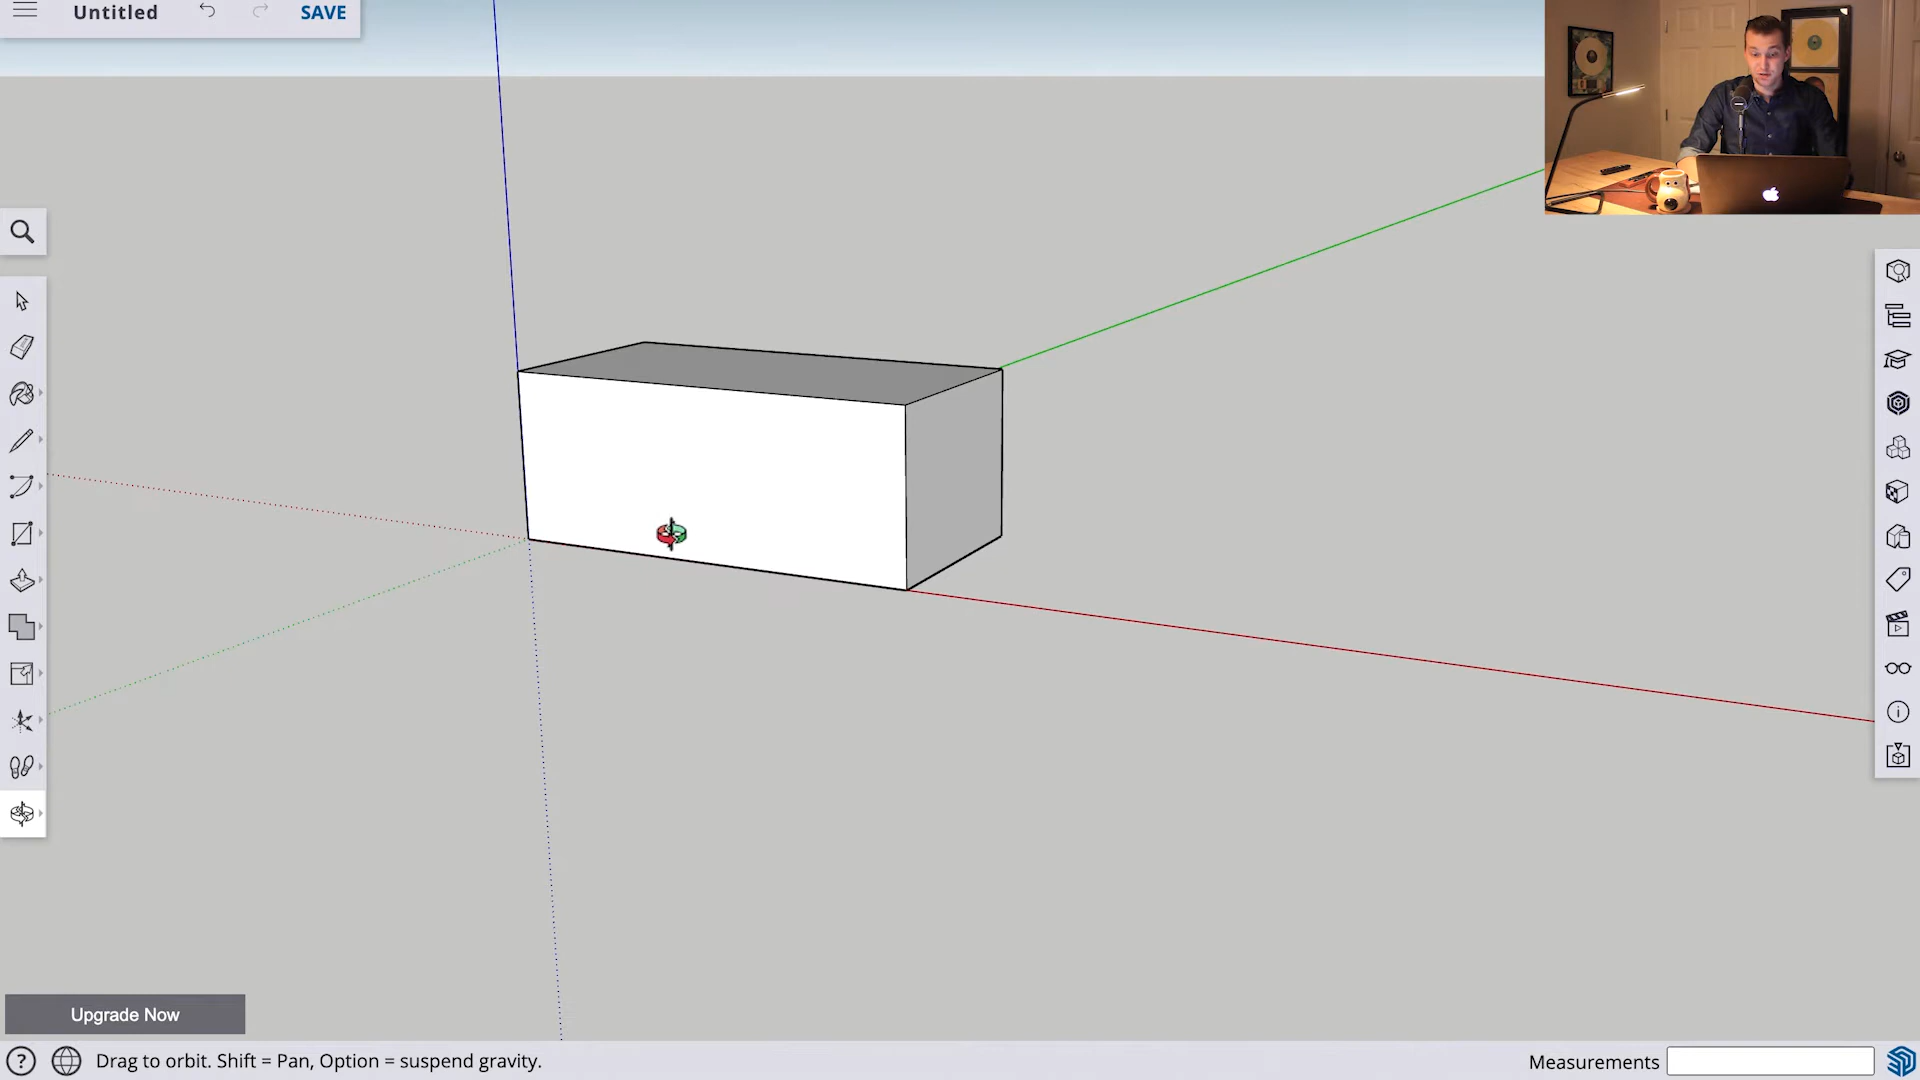 Untitled
SAVE
Upgrade Now
Drag to orbit. Shift = Pan, Option = suspend gravity.
Measurements